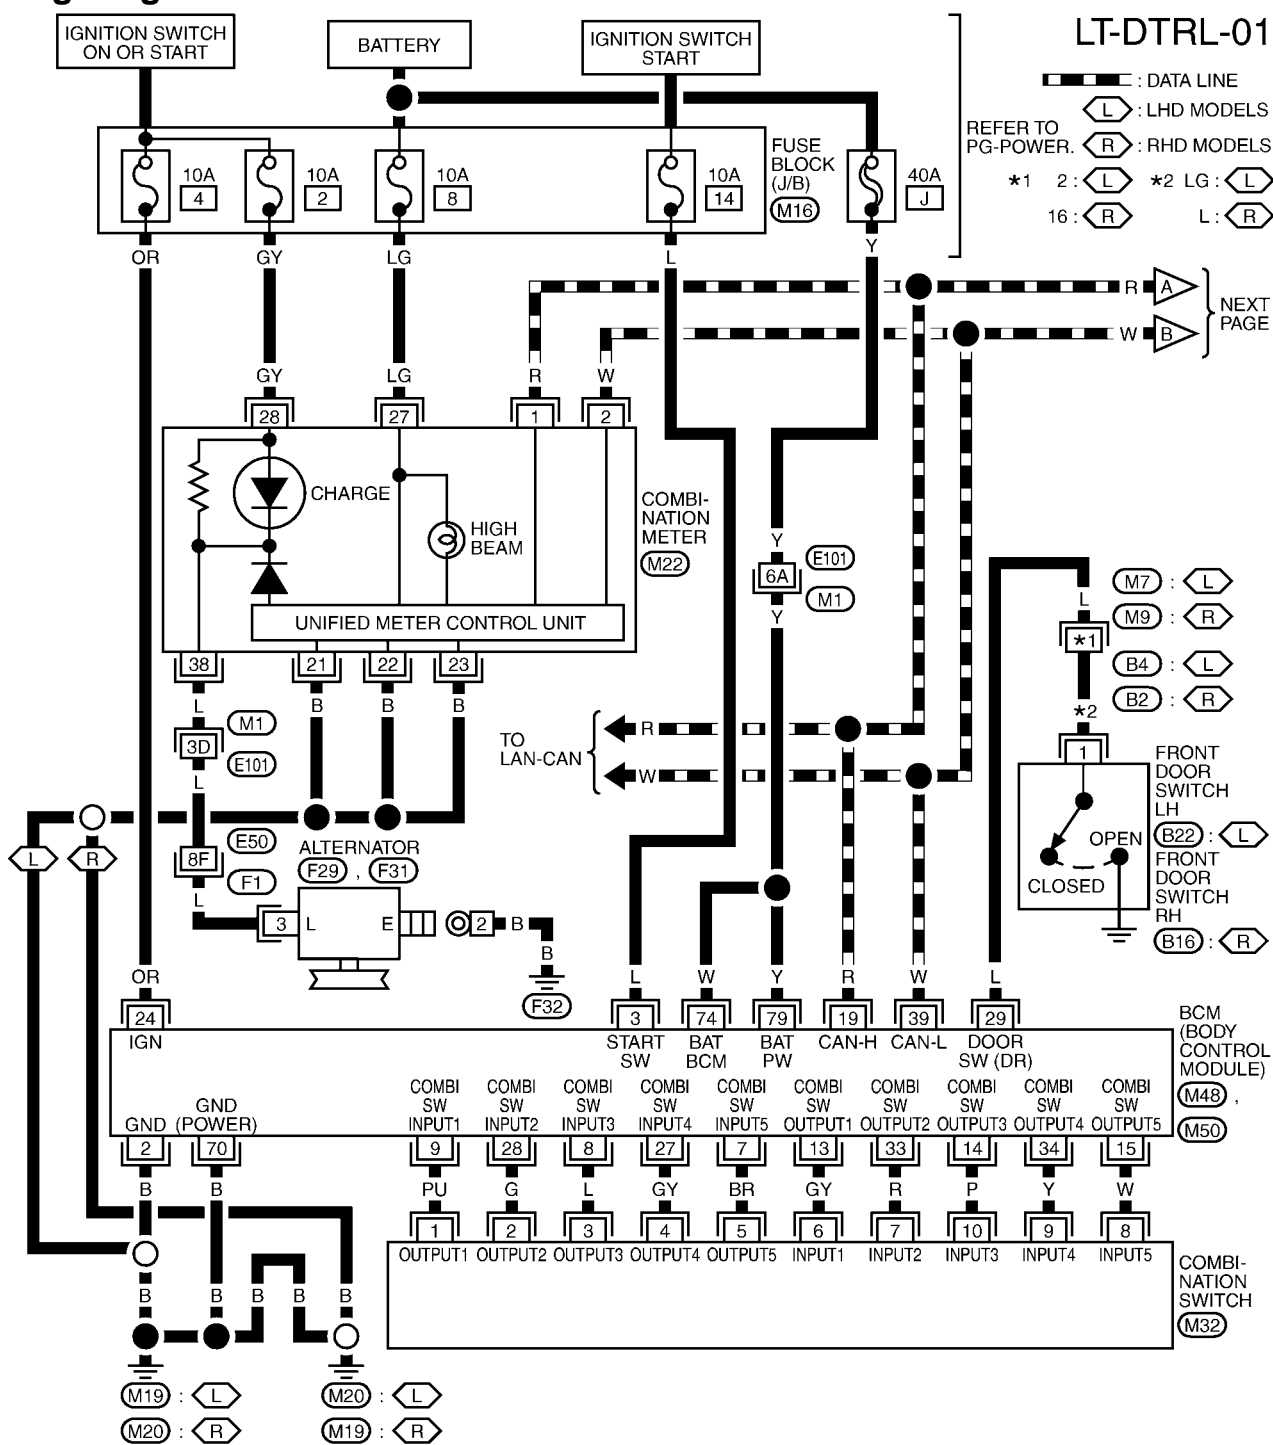 IGNITION SWITCH
ON OR START
BATTERY
IGNITION SWITCH
START
LT-DTRL-01
: DATA LINE
L : LHD MODELS
R : RHD MODELS
REFER TO
PG-POWER.
*1 2 : L *2 LG : L
16 : R L : R
FUSE
BLOCK
(J/B)
M16
10A
4
10A
2
10A
8
10A
14
40A
J
OR
GY
LG
L
Y
R
A
W
B
NEXT
PAGE
GY
LG
R
W
28
27
1
2
CHARGE
HIGH
BEAM
COMBI-
NATION
METER
M22
UNIFIED METER CONTROL UNIT
38
21
22
23
L
B
B
B
Y
6A
E101
M1
Y
L
*1
*2
M7 : L
M9 : R
B4 : L
B2 : R
M1
3D
E101
L
TO
LAN-CAN
R
W
1
FRONT
DOOR
SWITCH
LH
B22 : L
FRONT
DOOR
SWITCH
RH
B16 : R
OPEN
CLOSED
L
R
8F
E50
F1
L
ALTERNATOR
F29 , F31
3
L
E
2
B
B
F32
OR
L
W
Y
R
W
L
24
3
74
79
19
39
29
IGN
START
SW
BAT
BCM
BAT
PW
CAN-H
CAN-L
DOOR
SW (DR)
BCM
(BODY
CONTROL
MODULE)
M48 ,
M50
GND
GND
(POWER)
COMBI
SW
INPUT1
COMBI
SW
INPUT2
COMBI
SW
INPUT3
COMBI
SW
INPUT4
COMBI
SW
INPUT5
COMBI
SW
OUTPUT1
COMBI
SW
OUTPUT2
COMBI
SW
OUTPUT3
COMBI
SW
OUTPUT4
COMBI
SW
OUTPUT5
2
70
9
28
8
27
7
13
33
14
34
15
B
B
PU
G
L
GY
BR
GY
R
P
Y
W
1
2
3
4
5
6
7
10
9
8
OUTPUT1
OUTPUT2
OUTPUT3
OUTPUT4
OUTPUT5
INPUT1
INPUT2
INPUT3
INPUT4
INPUT5
COMBI-
NATION
SWITCH
M32
B
B
B
B
B
M19 : L
M20 : R
M20 : L
M19 : R